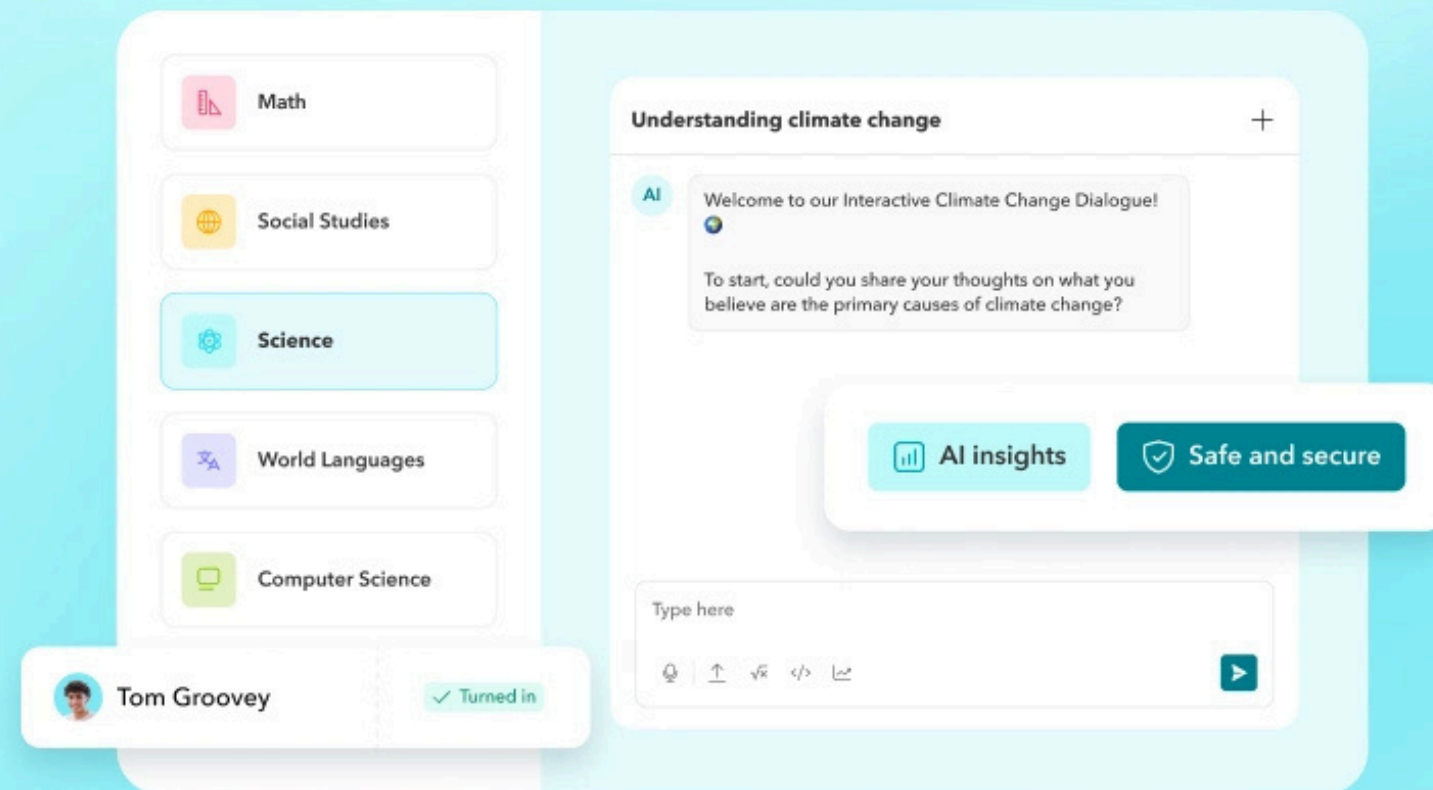 Math
Social Studies
Science
World Languages
Computer Science
Tom Groovey
Turned in
Understanding climate change
AI
Welcome to our Interactive Climate Change Dialogue!
To start, could you share your thoughts on what you
believe are the primary causes of climate change?
AI insights
Safe and secure
Type here